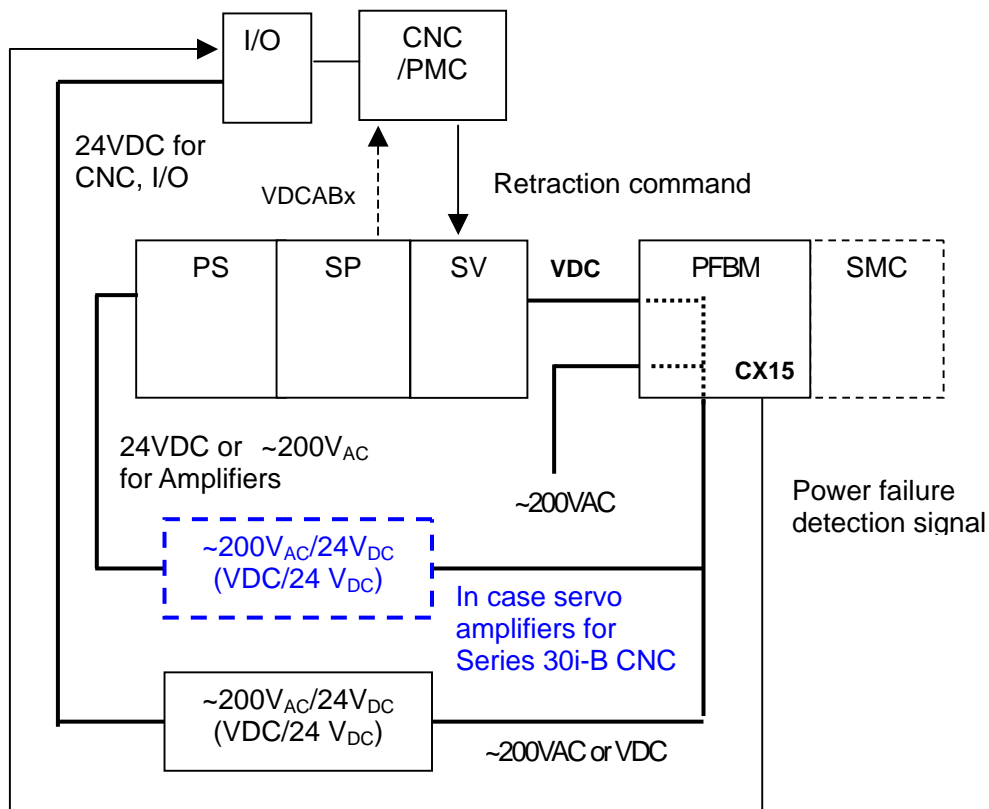 I/O
CNC
/PMC
24VDC for
CNC, I/O
VDCABx
Retraction command
PS
SP
SV
VDC
PFBM
SMC
CX15
24VDC or ~200VAC
for Amplifiers
~200VAC
Power failure
detection signal
~200VAC/24VDC
(VDC/24 VDC)
In case servo
amplifiers for
Series 30i-B CNC
~200VAC/24VDC
(VDC/24 VDC)
~200VAC or VDC